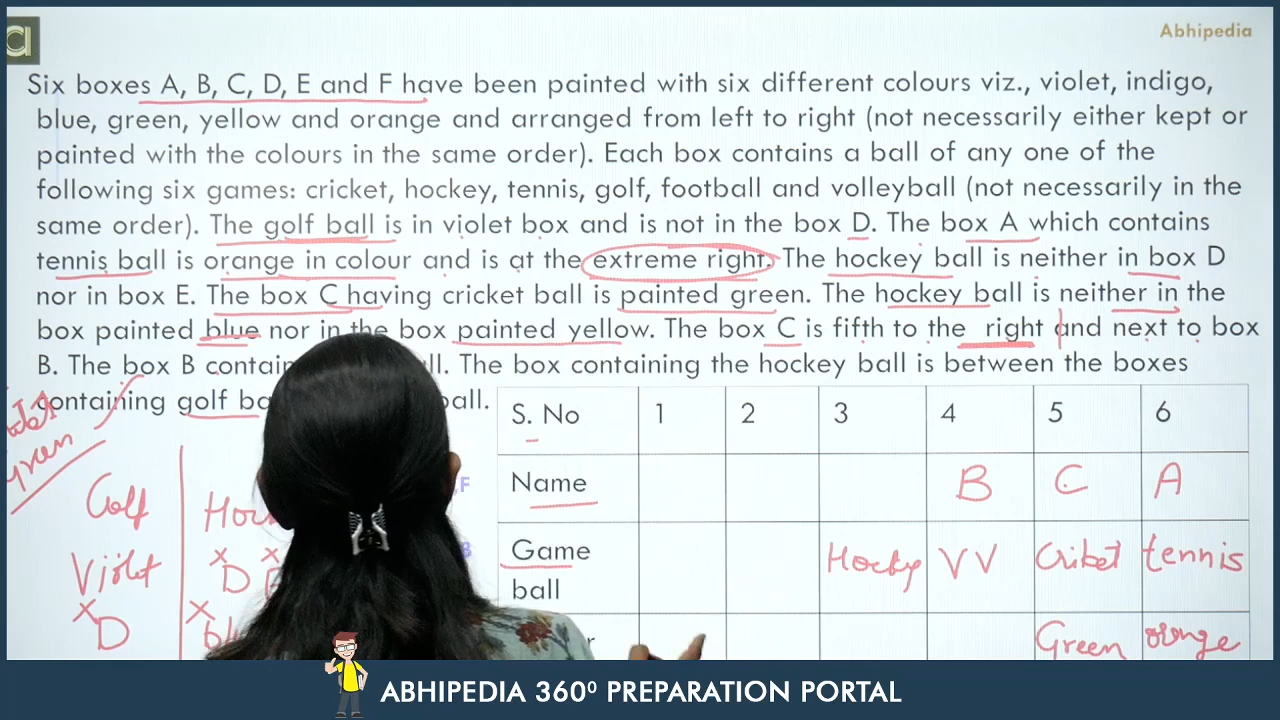 Abhipedia
Six boxes A, B, C, D, E and F have been painted with six different colours viz., violet, indigo,
blue, green, yellow and orange and arranged from left to right (not necessarily either kept or
painted with the colours in the same order). Each box contains a ball of any one of the
following six games: cricket, hockey, tennis, golf, football and volleyball (not necessarily in the
same order). The golf ball is in violet box and is not in the box D. The box A which contains
tennis ball is orange in colour and is at the extreme right. The hockey ball is neither in box D
nor in box E. The box C having cricket ball is painted green. The hockey ball is neither in the
box painted blue nor in the box painted yellow. The box C is fifth to the right and next to box
B. The box B ll. The box containing the hockey ball is between the boxes
containing golf all.
S. No 1 2 3 4 5 6
Name B C A
Game ball Hocky VV Cribet tennis
Green orange
Green
Golf
Violet D
D
,F
B
ABHIPEDIA 360⁰ PREPARATION PORTAL